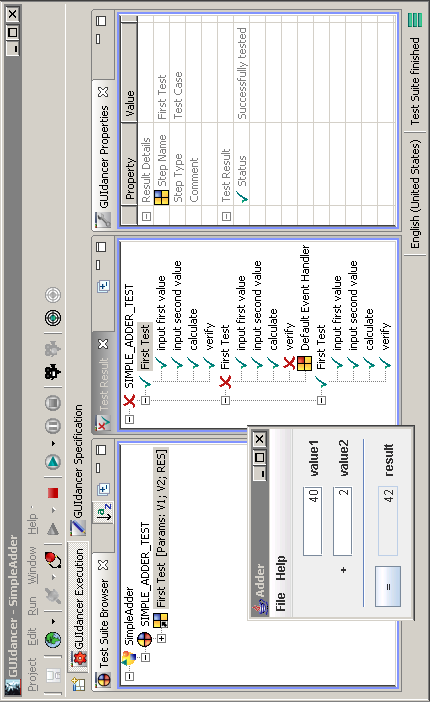 GUIdancer - SimpleAdder
Project Edit Run Window Help
GUIdancer Execution GUIdancer Specification
Test Suite Browser
SimpleAdder
SIMPLE_ADDER_TEST
First Test [Params: V1; V2; RES]
Test Result
SIMPLE_ADDER_TEST
First Test
input first value
input second value
calculate
verify
First Test
input first value
input second value
calculate
verify
Default Event Handler
First Test
input first value
input second value
calculate
verify
GUIdancer Properties
Property Value
Result Details
Step Name First Test
Step Type Test Case
Comment
Test Result
Status Successfully tested
Adder
File Help
40 value1
+ 2 value2
= 42 result
English (United States) Test Suite finished